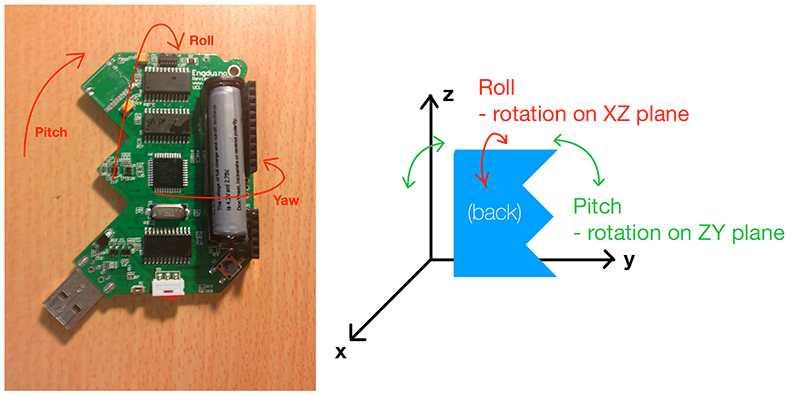 Roll
Engduino
Pitch
Yaw
z
Roll
- rotation on XZ plane
(back)
Pitch
- rotation on ZY plane
y
x